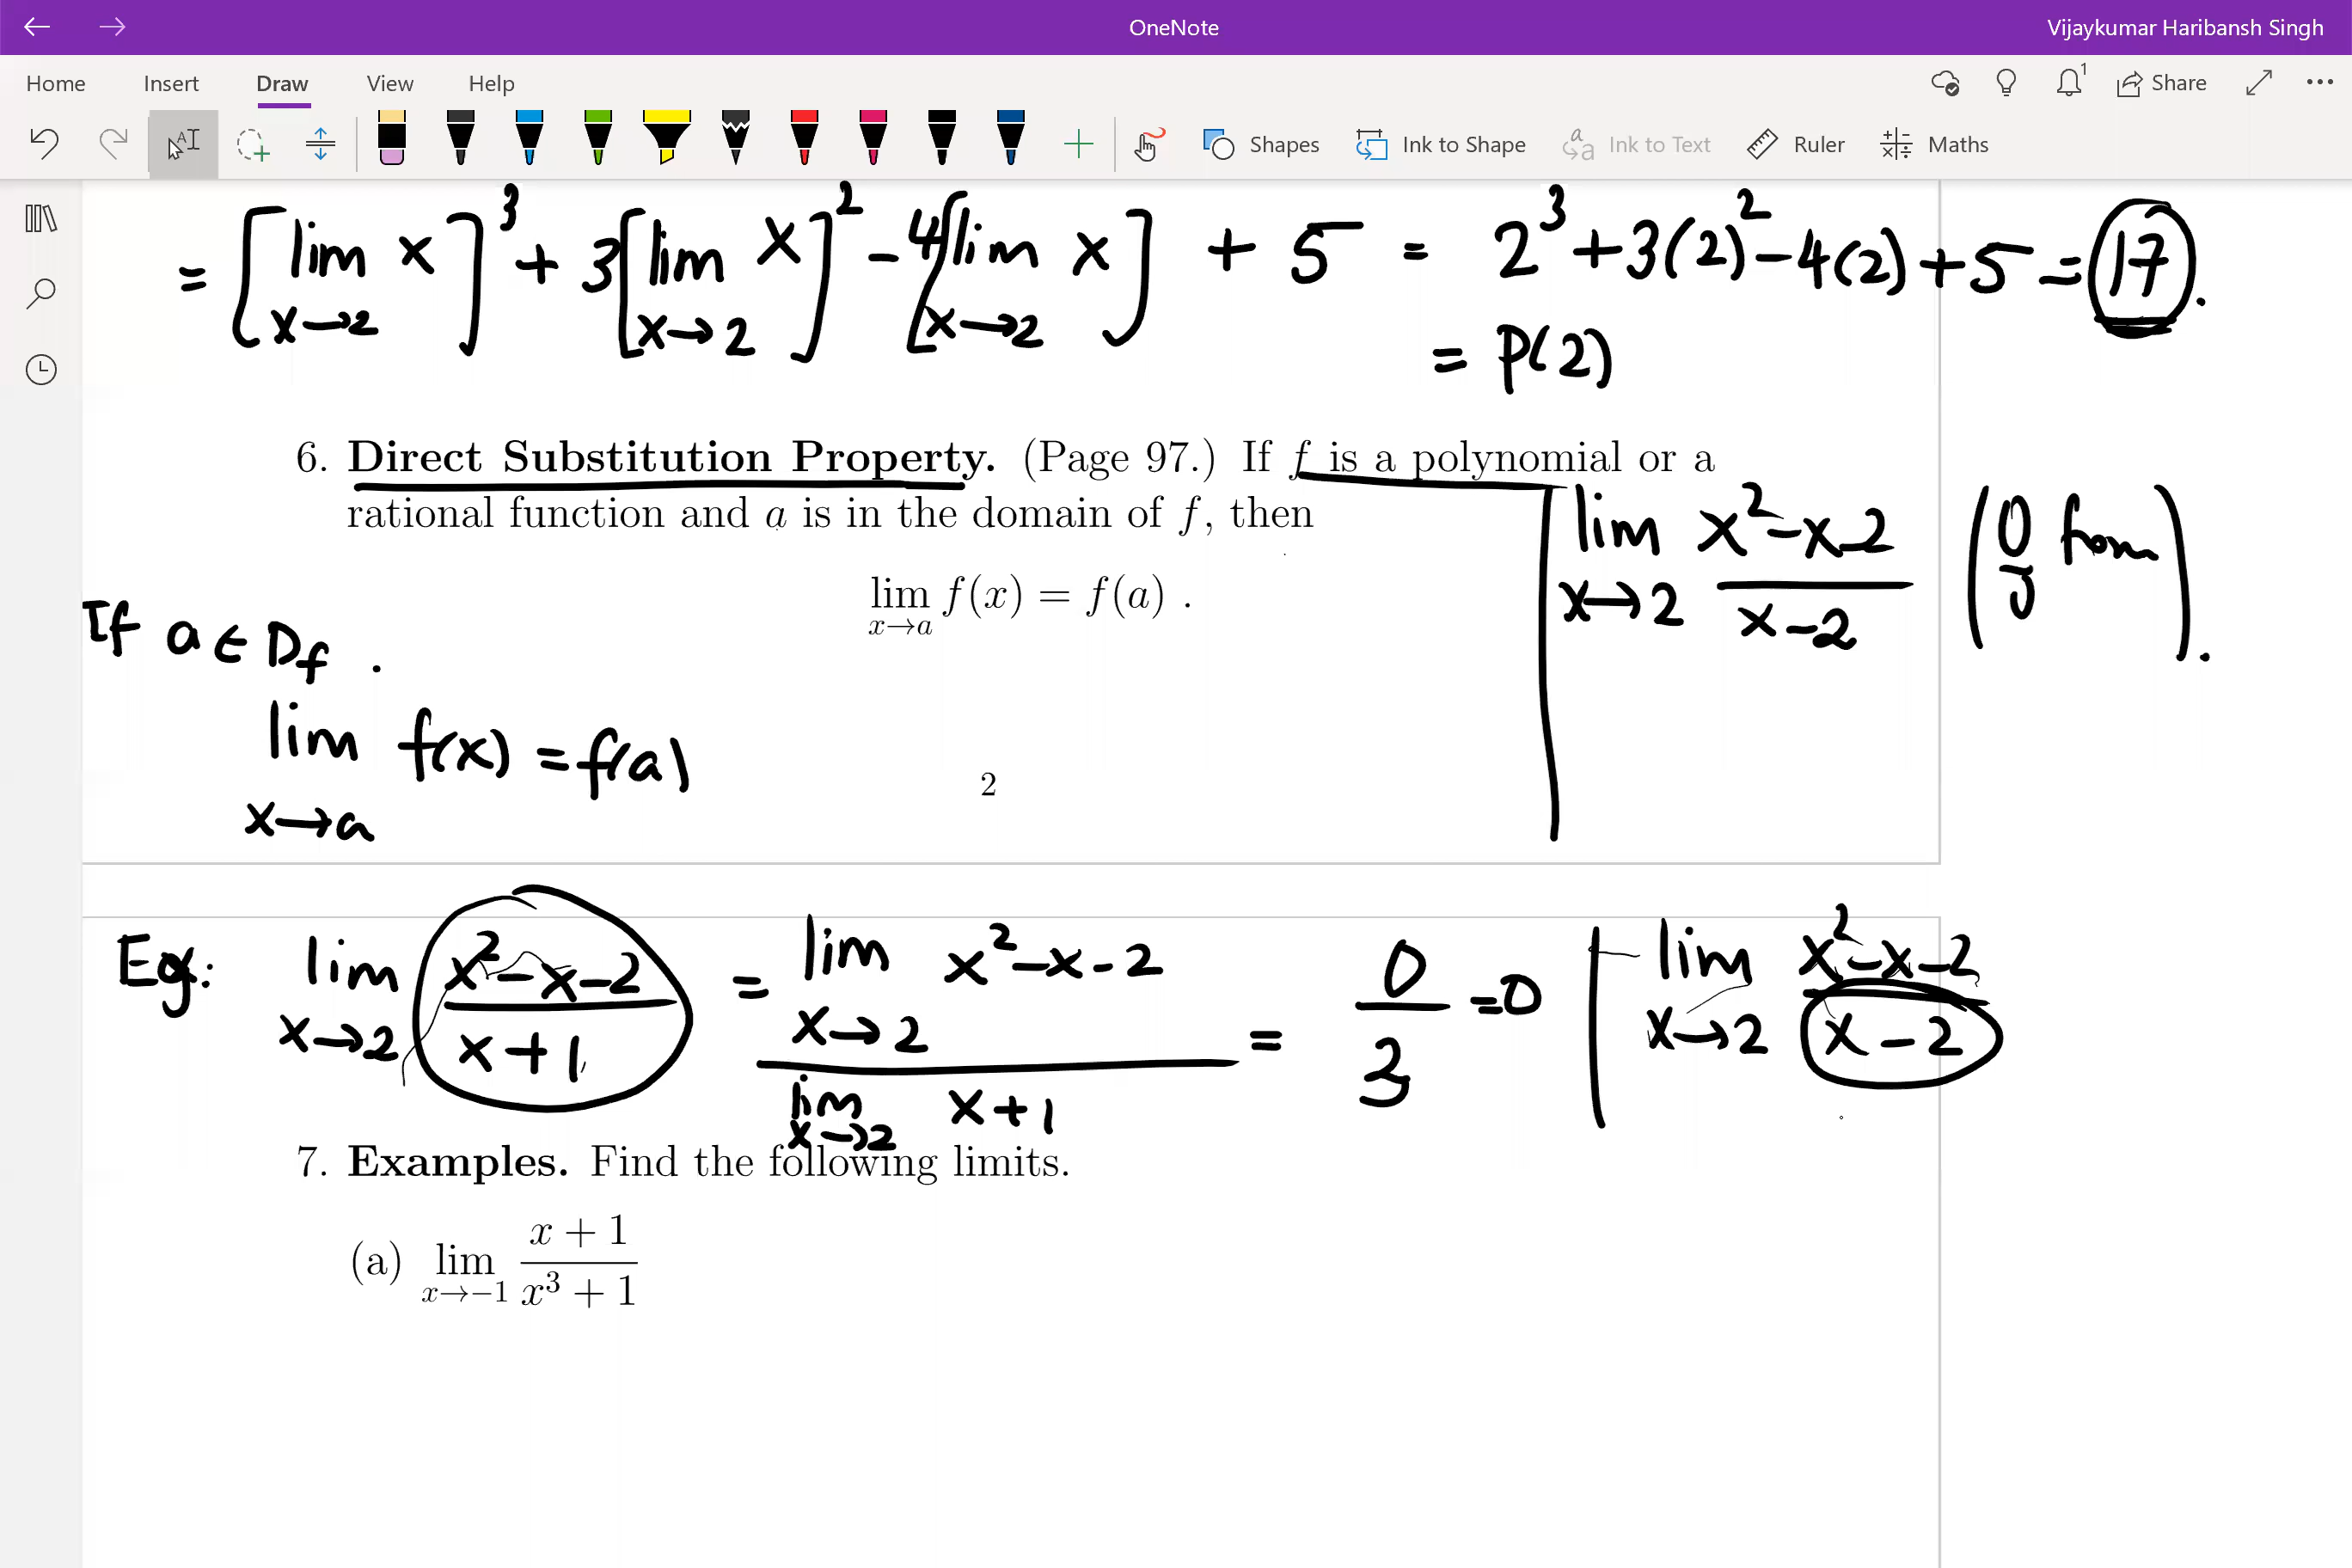 OneNote
Vijaykumar Haribansh Singh
Home Insert Draw View Help
1 Share
Shapes Ink to Shape Ink to Text Ruler Maths
= [lim x→2 x]^3 + 3[lim x→2 x]^2 - 4[lim x→2 x] + 5 = 2^3 + 3(2)^2 - 4(2) + 5 = 17.
= P(2)
6. Direct Substitution Property. (Page 97.) If f is a polynomial or a
rational function and a is in the domain of f, then
lim x→a f(x) = f(a) .
lim x→2 (x^2-x-2)/(x-2) (0/0 from).
If a ∈ Df .
lim x→a f(x) = f(a)
2
Eg: lim x→2 (x^2-x-2)/(x+1) = (lim x→2 x^2-x-2)/(lim x→2 x+1) = 0/3 = 0
lim x→2 (x^2-x-2)/(x-2)
7. Examples. Find the following limits.
(a) lim x→-1 (x + 1)/(x^3 + 1)